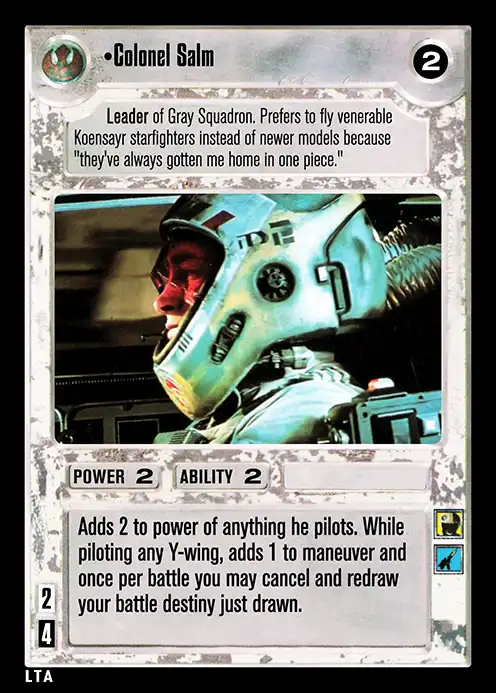 •Colonel Salm
2
Leader of Gray Squadron. Prefers to fly venerable
Koensayr starfighters instead of newer models because
"they've always gotten me home in one piece."
POWER 2 ABILITY 2
Adds 2 to power of anything he pilots. While
piloting any Y-wing, adds 1 to maneuver and
once per battle you may cancel and redraw
your battle destiny just drawn.
2
4
LTA